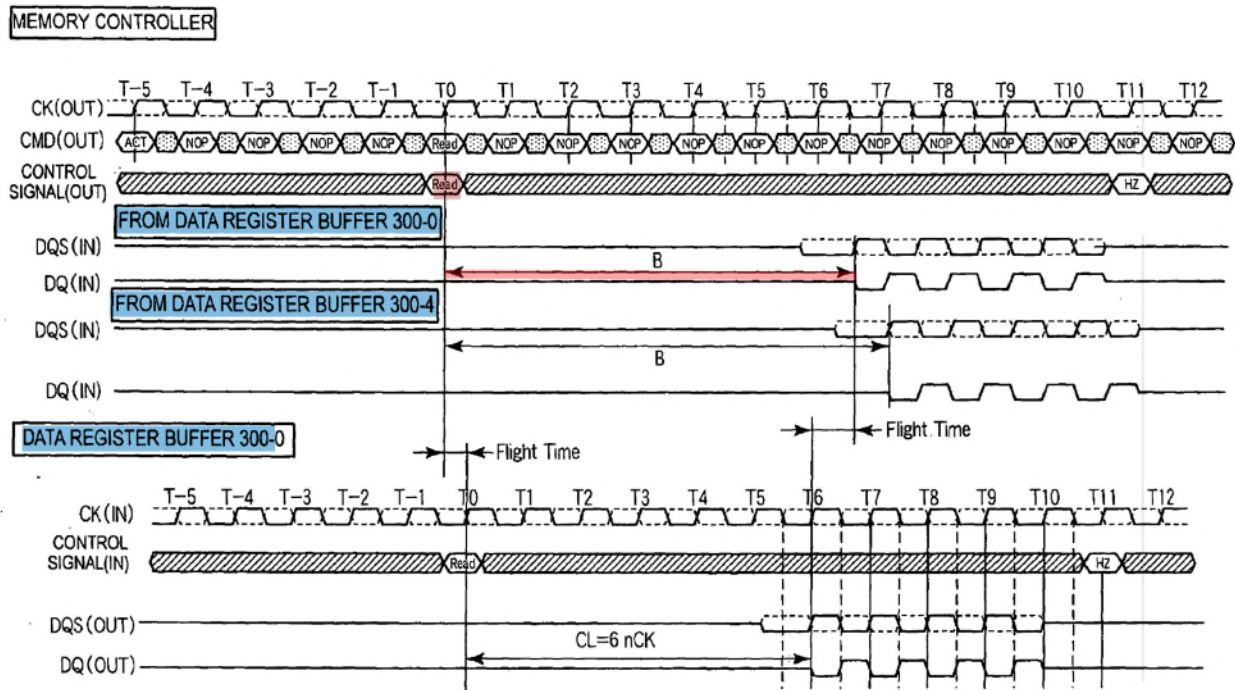 MEMORY CONTROLLER
T-5 T-4 T-3 T-2 T-1 T0 T1 T2 T3 T4 T5 T6 T7 T8 T9 T10 T11 T12
CK(OUT)
CMD(OUT) ACT NOP NOP NOP NOP Read NOP NOP NOP NOP NOP NOP NOP NOP NOP NOP NOP NOP
CONTROL
SIGNAL(OUT) Read HZ
FROM DATA REGISTER BUFFER 300-0
DQS(IN)
B
DQ(IN)
FROM DATA REGISTER BUFFER 300-4
DQS(IN)
B
DQ(IN)
DATA REGISTER BUFFER 300-0
Flight Time
Flight Time
T-5 T-4 T-3 T-2 T-1 T0 T1 T2 T3 T4 T5 T6 T7 T8 T9 T10 T11 T12
CK(IN)
CONTROL
SIGNAL(IN) Read HZ
DQS(OUT)
CL=6 nCK
DQ(OUT)